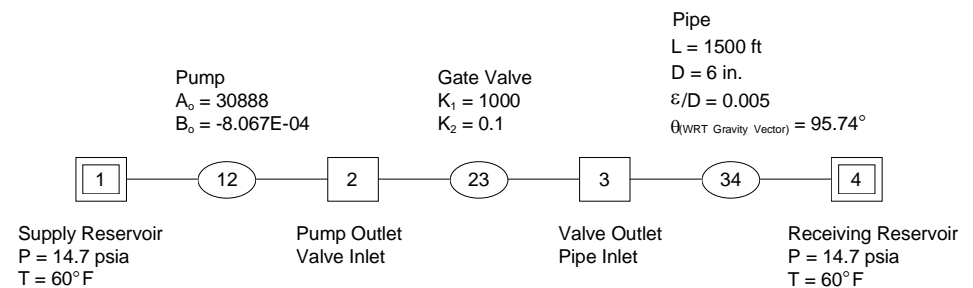 Pipe
L = 1500 ft
D = 6 in.
ε/D = 0.005
θ(WRT Gravity Vector) = 95.74°
Pump
Aₒ = 30888
Bₒ = -8.067E-04
Gate Valve
K₁ = 1000
K₂ = 0.1
1 12 2 23 3 34 4
Supply Reservoir
P = 14.7 psia
T = 60°F
Pump Outlet
Valve Inlet
Valve Outlet
Pipe Inlet
Receiving Reservoir
P = 14.7 psia
T = 60°F